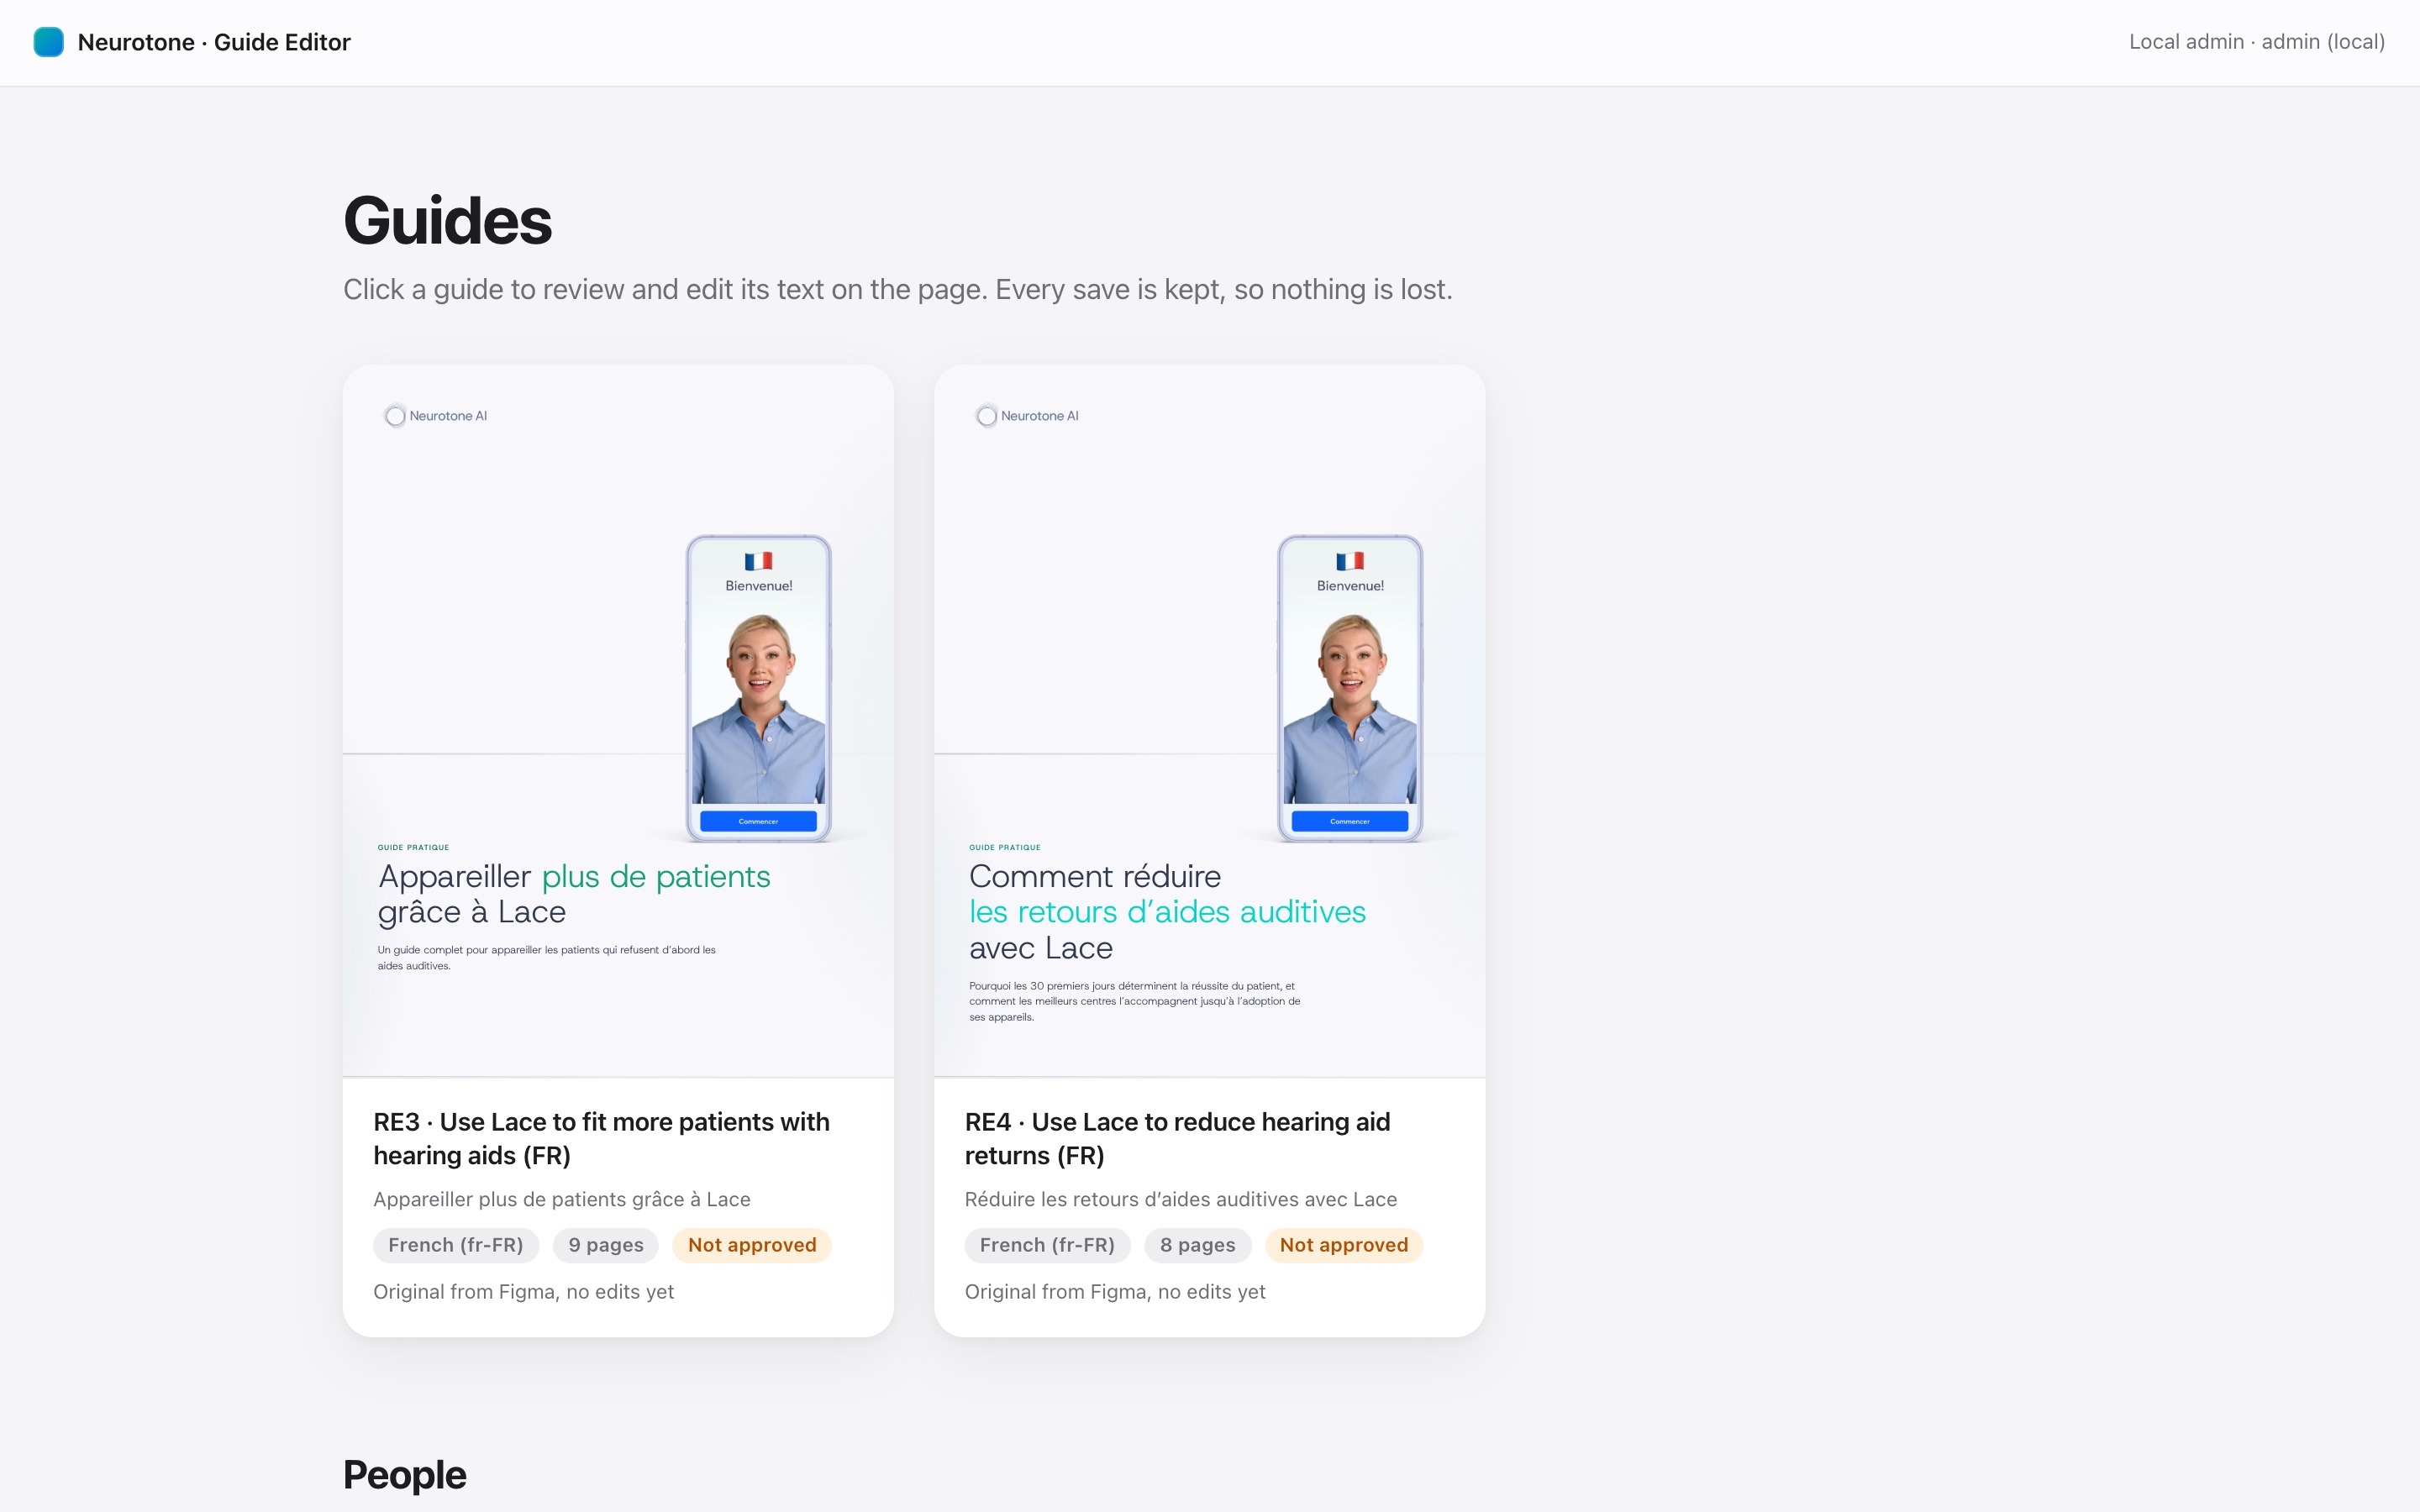 Neurotone · Guide Editor
Local admin · admin (local)
Guides
Click a guide to review and edit its text on the page. Every save is kept, so nothing is lost.
Neurotone AI
Bienvenue!
Commencer
GUIDE PRATIQUE
Appareiller plus de patients
grâce à Lace
Un guide complet pour appareiller les patients qui refusent d’abord les
aides auditives.
RE3 · Use Lace to fit more patients with
hearing aids (FR)
Appareiller plus de patients grâce à Lace
French (fr-FR)
9 pages
Not approved
Original from Figma, no edits yet
Neurotone AI
Bienvenue!
Commencer
GUIDE PRATIQUE
Comment réduire
les retours d’aides auditives
avec Lace
Pourquoi les 30 premiers jours déterminent la réussite du patient, et
comment les meilleurs centres l’accompagnent jusqu’à l’adoption de
ses appareils.
RE4 · Use Lace to reduce hearing aid
returns (FR)
Réduire les retours d’aides auditives avec Lace
French (fr-FR)
8 pages
Not approved
Original from Figma, no edits yet
People